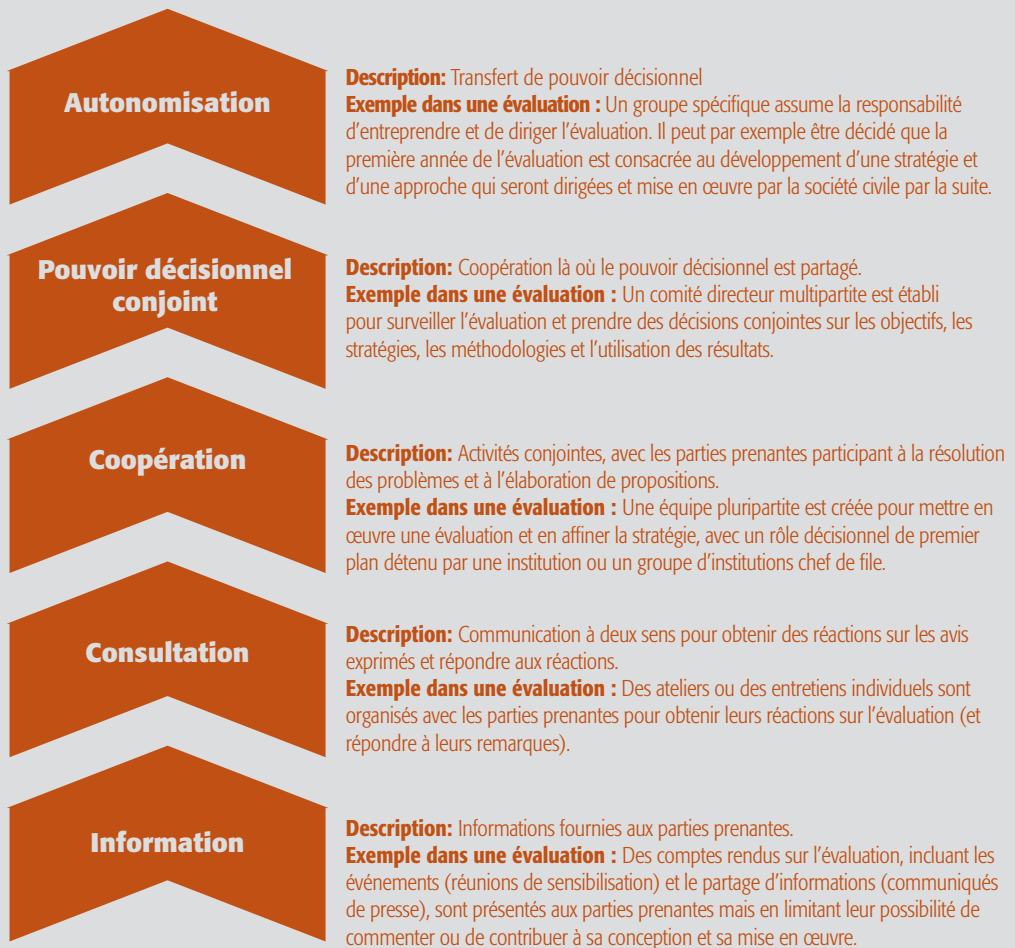 Autonomisation
Description: Transfert de pouvoir décisionnel
Exemple dans une évaluation : Un groupe spécifique assume la responsabilité
d’entreprendre et de diriger l’évaluation. Il peut par exemple être décidé que la
première année de l’évaluation est consacrée au développement d’une stratégie et
d’une approche qui seront dirigées et mise en œuvre par la société civile par la suite.
Pouvoir décisionnel
conjoint
Description: Coopération là où le pouvoir décisionnel est partagé.
Exemple dans une évaluation : Un comité directeur multipartite est établi
pour surveiller l’évaluation et prendre des décisions conjointes sur les objectifs, les
stratégies, les méthodologies et l’utilisation des résultats.
Coopération
Description: Activités conjointes, avec les parties prenantes participant à la résolution
des problèmes et à l’élaboration de propositions.
Exemple dans une évaluation : Une équipe pluripartite est créée pour mettre en
œuvre une évaluation et en affiner la stratégie, avec un rôle décisionnel de premier
plan détenu par une institution ou un groupe d’institutions chef de file.
Consultation
Description: Communication à deux sens pour obtenir des réactions sur les avis
exprimés et répondre aux réactions.
Exemple dans une évaluation : Des ateliers ou des entretiens individuels sont
organisés avec les parties prenantes pour obtenir leurs réactions sur l’évaluation (et
répondre à leurs remarques).
Information
Description: Informations fournies aux parties prenantes.
Exemple dans une évaluation : Des comptes rendus sur l’évaluation, incluant les
événements (réunions de sensibilisation) et le partage d’informations (communiqués
de presse), sont présentés aux parties prenantes mais en limitant leur possibilité de
commenter ou de contribuer à sa conception et sa mise en œuvre.